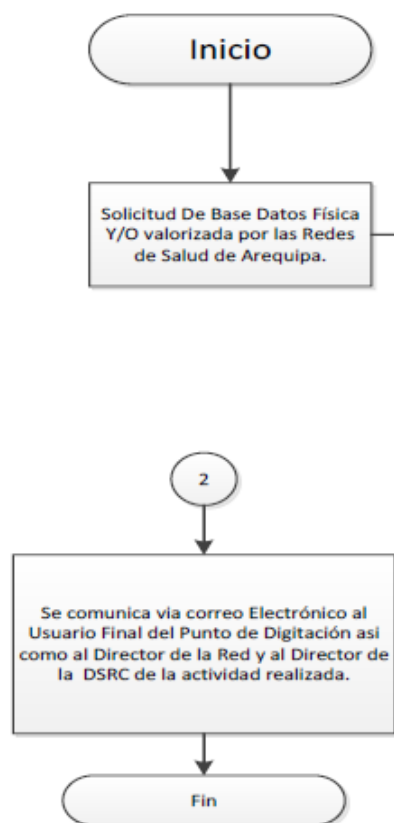 Inicio
Solicitud De Base Datos Física
Y/O valorizada por las Redes
de Salud de Arequipa.
2
Se comunica via correo Electrónico al
Usuario Final del Punto de Digitación asi
como al Director de la Red y al Director de
la DSRC de la actividad realizada.
Fin